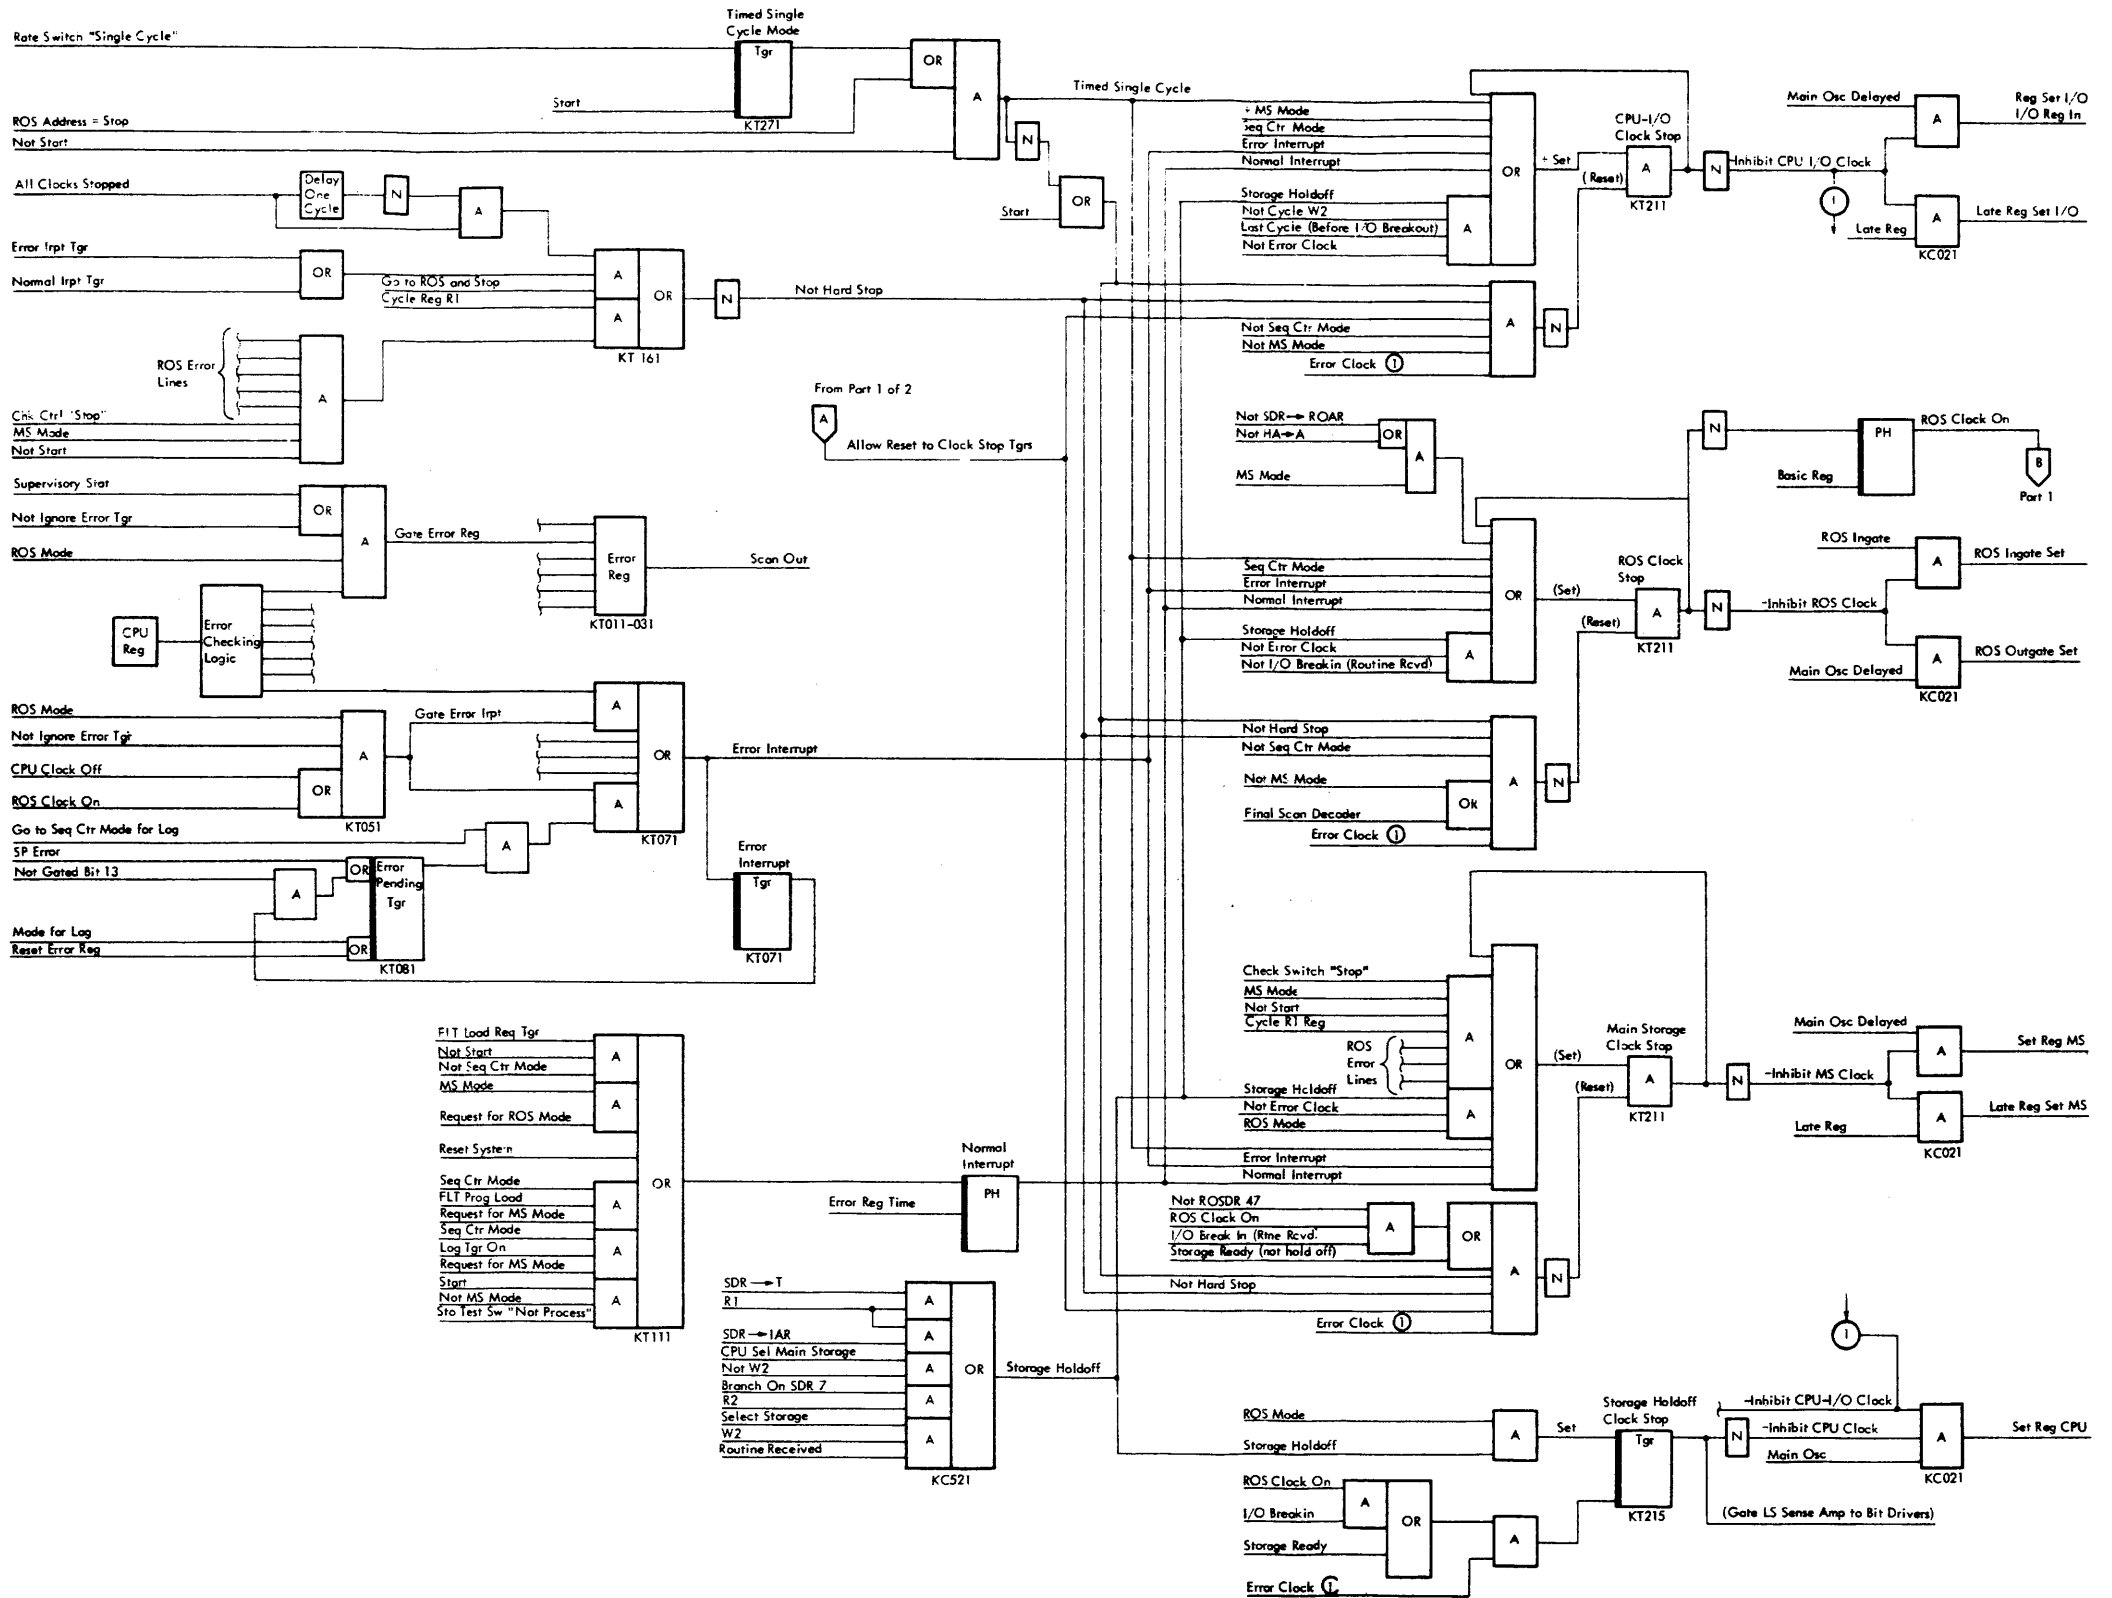 Timed Single
Cycle Mode
Rate Switch "Single Cycle"
Tgr
OR
Start
A
KT271
ROS Address = Stop
Not Start
Timed Single Cycle
N
All Clocks Stopped
Delay
One
Cycle
N
A
Start
OR
Error Irpt Tgr
Normal Irpt Tgr
OR
Go to ROS and Stop
Cycle Reg R1
A
A
OR
N
Not Hard Stop
KT 161
ROS Error
Lines
A
Chk Ctrl "Stop"
MS Mode
Not Start
From Part 1 of 2
A
Allow Reset to Clock Stop Tgrs
Supervisory Stat
Not Ignore Error Tgr
ROS Mode
OR
A
Gate Error Reg
Error
Reg
Scan Out
KT011-031
CPU
Reg
Error
Checking
Logic
ROS Mode
Not Ignore Error Tgr
CPU Clock Off
ROS Clock On
OR
A
KT051
Gate Error Irpt
A
A
OR
KT071
Error Interrupt
Go to Seq Ctr Mode for Log
SP Error
Not Gated Bit 13
A
OR
Error
Pending
Tgr
A
Mode for Log
Reset Error Reg
OR
KT081
Error
Interrupt
Tgr
KT071
FLT Load Req Tgr
Not Start
Not Seq Ctr Mode
A
MS Mode
Request for ROS Mode
A
Reset System
Seq Ctr Mode
FLT Prog Load
Request for MS Mode
A
Seq Ctr Mode
Log Tgr On
Request for MS Mode
A
Start
Not MS Mode
Sto Test Sw "Not Process"
A
OR
KT111
Normal
Interrupt
PH
Error Reg Time
SDR → T
R1
A
SDR → IAR
A
CPU Sel Main Storage
Not W2
A
Branch On SDR 7
R2
A
Select Storage
W2
Routine Received
A
OR
KC521
Storage Holdoff
+ MS Mode
Seq Ctr Mode
Error Interrupt
Normal Interrupt
Storage Holdoff
Not Cycle W2
Last Cycle (Before I/O Breakout)
Not Error Clock
A
OR
+ Set
(Reset)
CPU-I/O
Clock Stop
A
KT211
N
-Inhibit CPU I/O Clock
1
Main Osc Delayed
A
Reg Set I/O
I/O Reg In
Late Reg
A
Late Reg Set I/O
KC021
Not Seq Ctr Mode
Not MS Mode
Error Clock 1
A
N
Not SDR → ROAR
Not HA → A
OR
A
MS Mode
N
PH
ROS Clock On
Basic Reg
B
Part 1
Seq Ctr Mode
Error Interrupt
Normal Interrupt
Storage Holdoff
Not Error Clock
Not I/O Breakin (Routine Rcvd)
A
OR
(Set)
(Reset)
ROS Clock
Stop
A
KT211
N
-Inhibit ROS Clock
ROS Ingate
A
ROS Ingate Set
Main Osc Delayed
A
ROS Outgate Set
KC021
Not Hard Stop
Not Seq Ctr Mode
Not MS Mode
Final Scan Decoder
OR
Error Clock 1
A
N
Check Switch "Stop"
MS Mode
Not Start
Cycle R1 Reg
ROS
Error
Lines
A
Storage Holdoff
Not Error Clock
ROS Mode
A
Error Interrupt
Normal Interrupt
OR
(Set)
(Reset)
Main Storage
Clock Stop
A
KT211
N
-Inhibit MS Clock
Main Osc Delayed
A
Set Reg MS
Late Reg
A
Late Reg Set MS
KC021
Not ROSDR 47
ROS Clock On
I/O Break In (Rtne Rcvd.
Storage Ready (not hold off)
A
OR
Not Hard Stop
Error Clock 1
A
N
1
ROS Mode
Storage Holdoff
A
Set
Storage Holdoff
Clock Stop
Tgr
KT215
-Inhibit CPU-I/O Clock
N
-Inhibit CPU Clock
Main Osc
A
Set Reg CPU
KC021
(Gate LS Sense Amp to Bit Drivers)
ROS Clock On
I/O Breakin
A
OR
Storage Ready
A
Error Clock 1